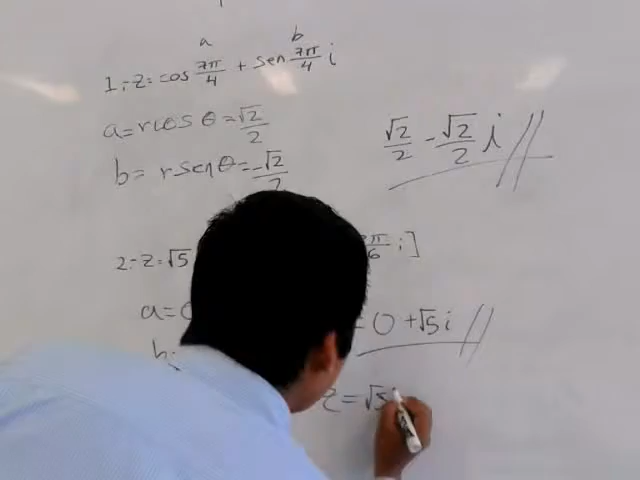 1.- z = cos 7π/4 + sen 7π/4 i
a b
a = r cos θ = √2/2
b = r sen θ = -√2/2
√2/2 - √2/2 i //
2.- z = √5
π/6 i ]
a = 0
= 0 + √5 i //
b =
z = √5